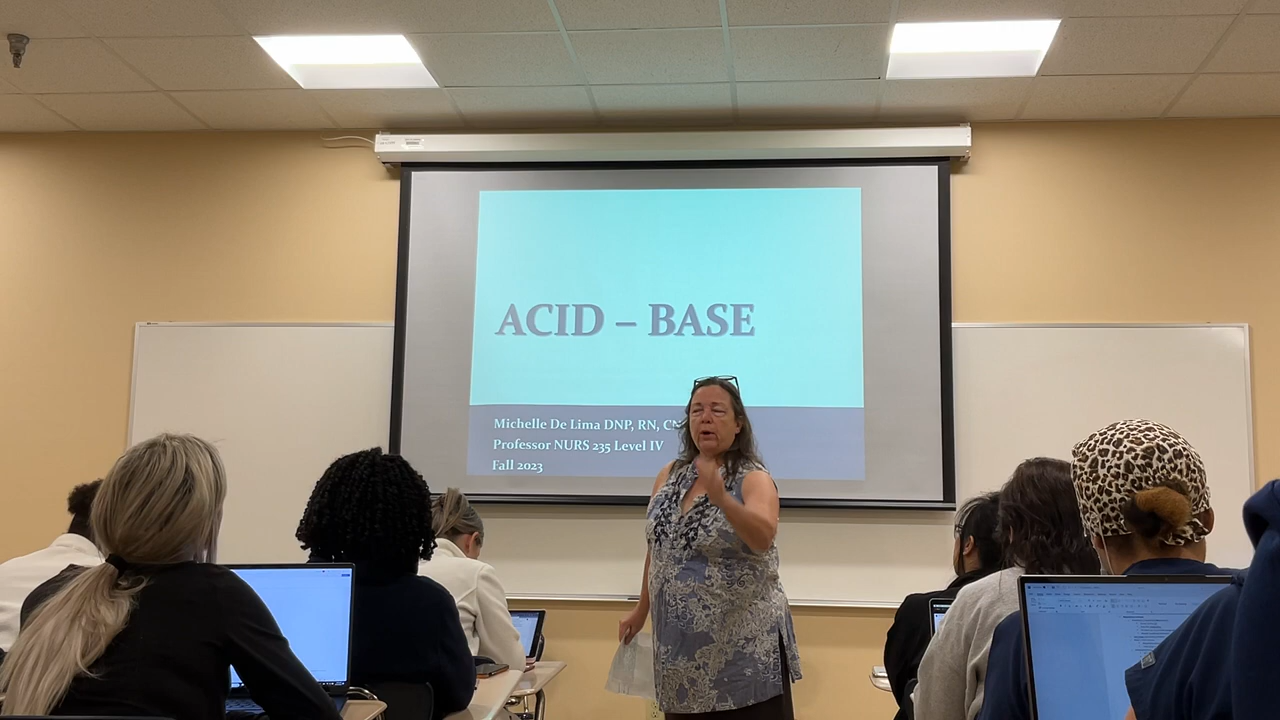 ACID – BASE
Michelle De Lima DNP, RN,
Professor NURS 235 Level IV
Fall 2023